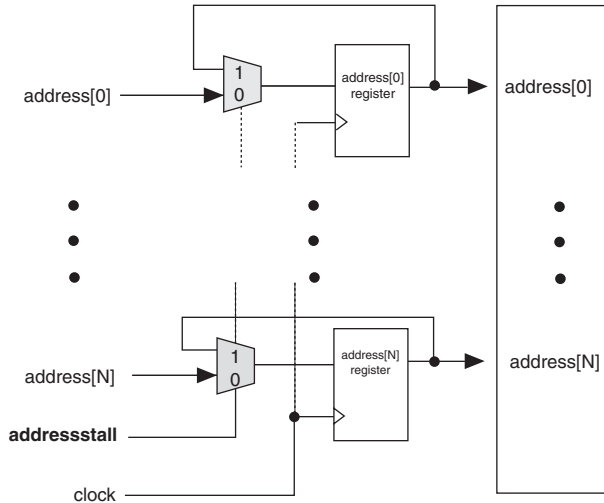 1
0
address[0]
address[0]
register
address[0]
1
0
address[N]
address[N]
register
address[N]
addressstall
clock